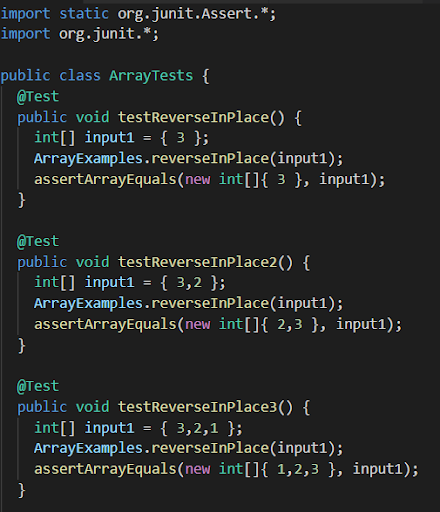 import static org.junit.Assert.*;
import org.junit.*;

public class ArrayTests {
  @Test
  public void testReverseInPlace() {
    int[] input1 = { 3 };
    ArrayExamples.reverseInPlace(input1);
    assertArrayEquals(new int[]{ 3 }, input1);
  }

  @Test
  public void testReverseInPlace2() {
    int[] input1 = { 3,2 };
    ArrayExamples.reverseInPlace(input1);
    assertArrayEquals(new int[]{ 2,3 }, input1);
  }

  @Test
  public void testReverseInPlace3() {
    int[] input1 = { 3,2,1 };
    ArrayExamples.reverseInPlace(input1);
    assertArrayEquals(new int[]{ 1,2,3 }, input1);
  }